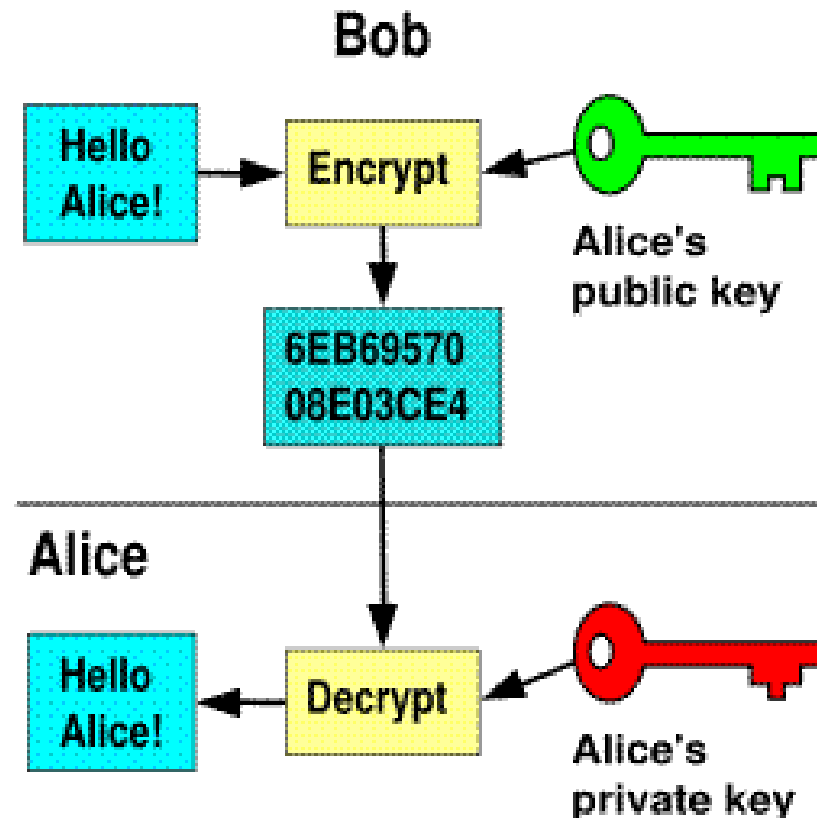 Bob
Hello
Alice!
Encrypt
Alice's
public key
6EB69570
08E03CE4
Alice
Hello
Alice!
Decrypt
Alice's
private key